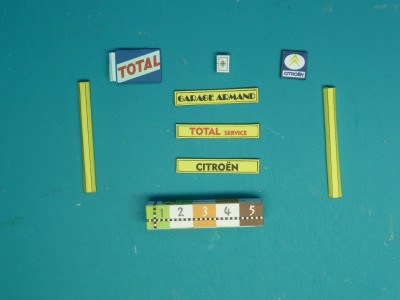 TOTAL
CITROËN
GARAGE ARMAND
TOTAL SERVICE
CITROËN
1 2 3 4 5